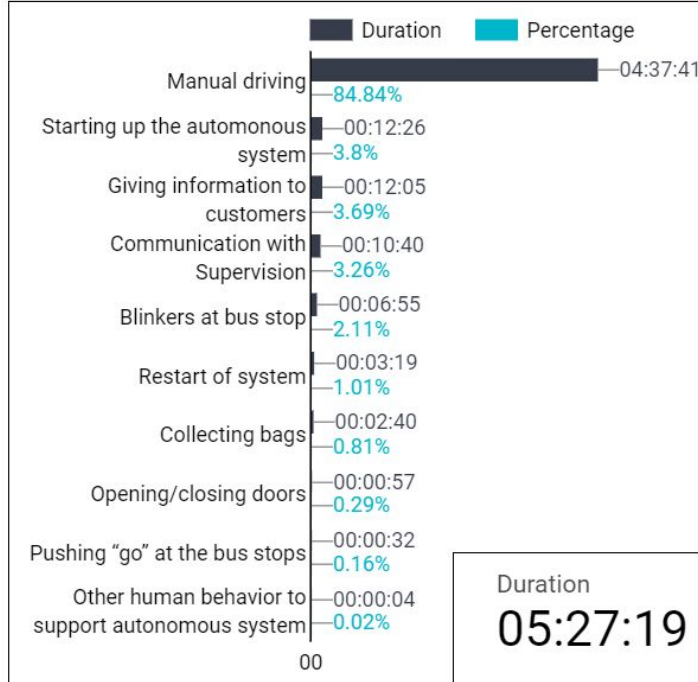 Duration Percentage
Manual driving
04:37:41
84.84%
Starting up the automonous
system
00:12:26
3.8%
Giving information to
customers
00:12:05
3.69%
Communication with
Supervision
00:10:40
3.26%
Blinkers at bus stop
00:06:55
2.11%
Restart of system
00:03:19
1.01%
Collecting bags
00:02:40
0.81%
Opening/closing doors
00:00:57
0.29%
Pushing “go” at the bus stops
00:00:32
0.16%
Other human behavior to
support autonomous system
00:00:04
0.02%
00
Duration
05:27:19